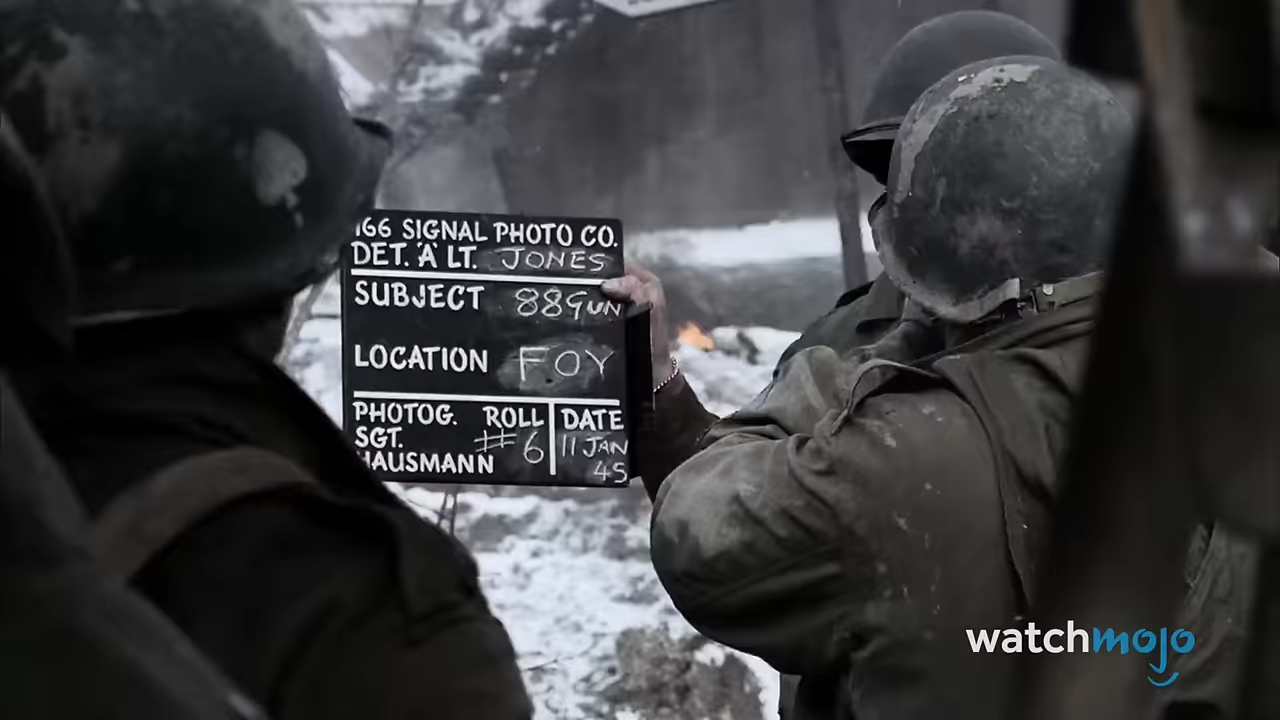 166 SIGNAL PHOTO CO.
DET. "A" LT. JONES
SUBJECT 88 GUN
LOCATION FOY
PHOTOG. ROLL DATE
SGT. #6 11 JAN
HAUSMANN 45
watchmojo